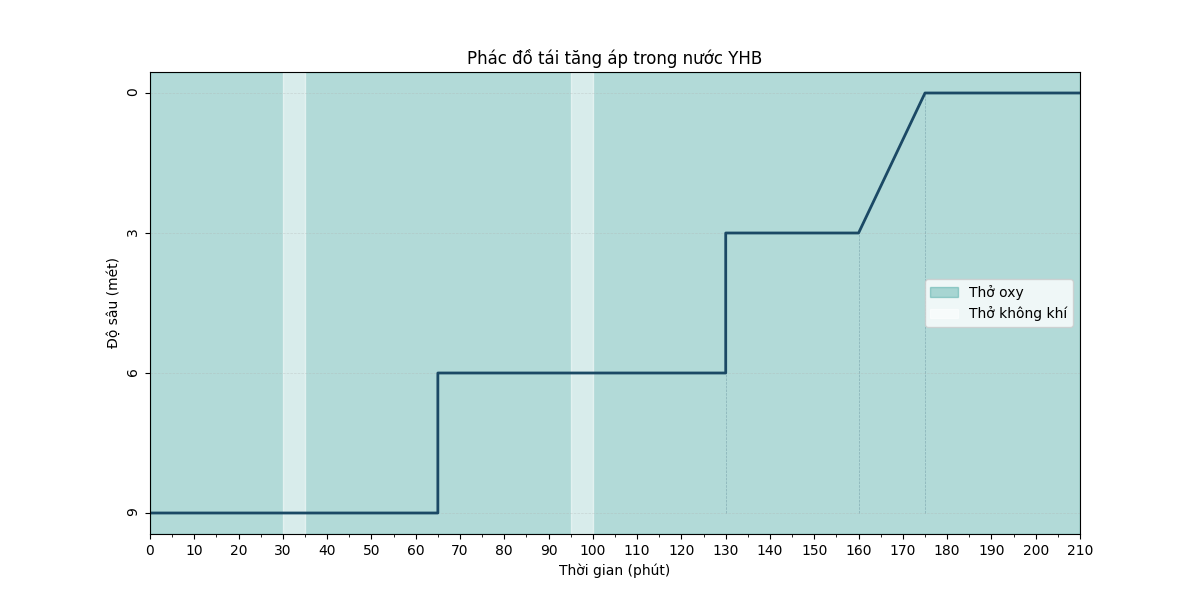 Phác đồ tái tăng áp trong nước YHB
Độ sâu (mét)
0
3
6
9
Thở oxy
Thở không khí
0 10 20 30 40 50 60 70 80 90 100 110 120 130 140 150 160 170 180 190 200 210
Thời gian (phút)